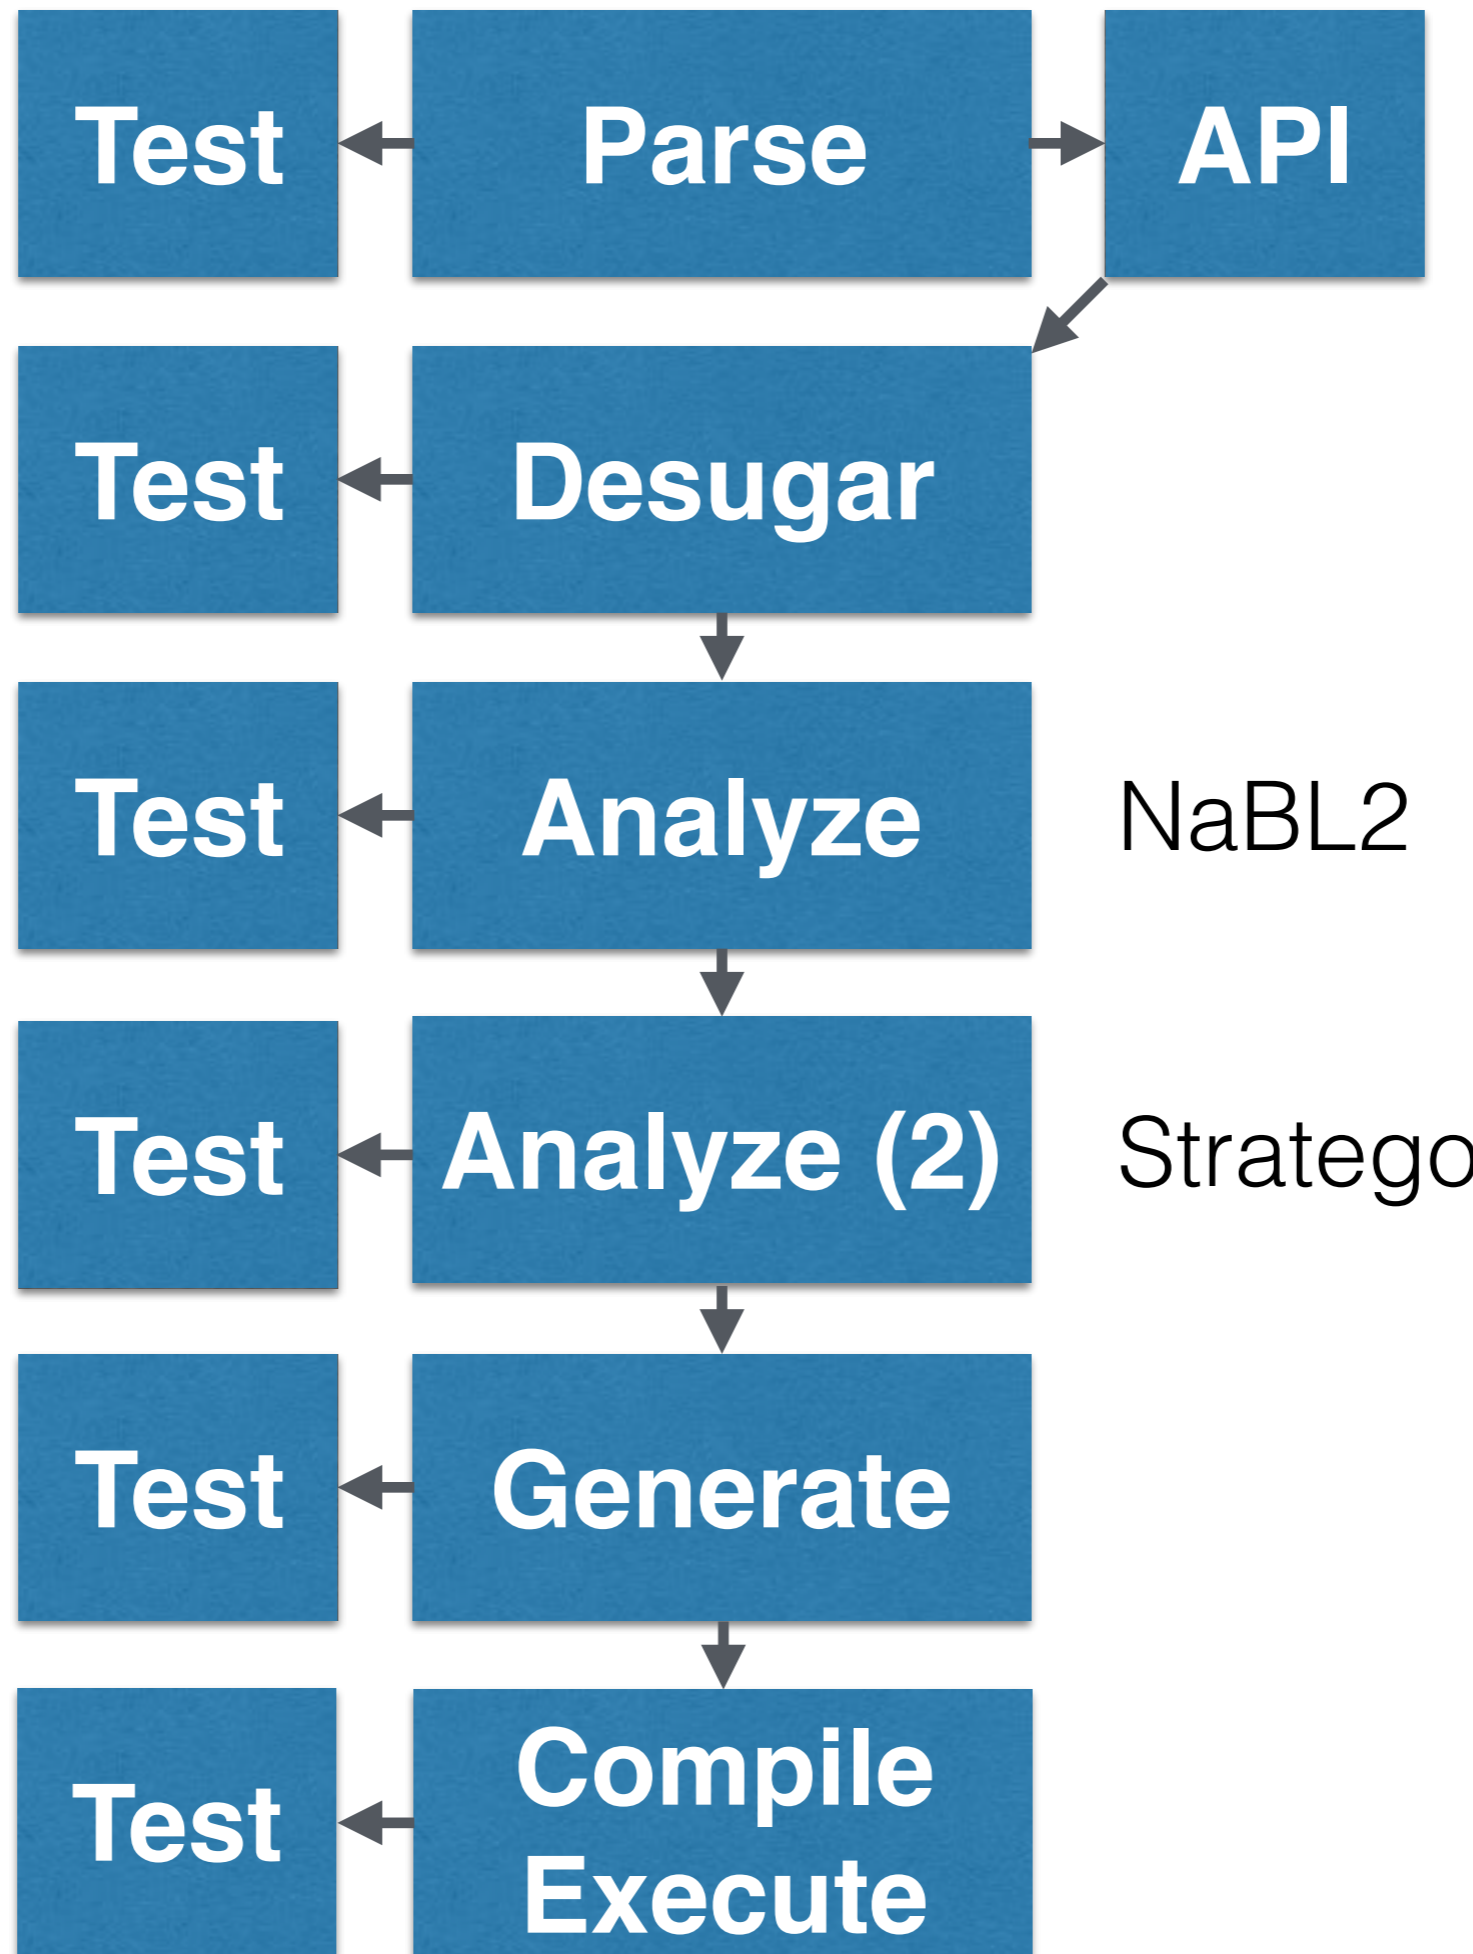 Test
Parse
API
Test
Desugar
Test
Analyze
NaBL2
Test
Analyze (2)
Stratego
Test
Generate
Test
Compile
Execute